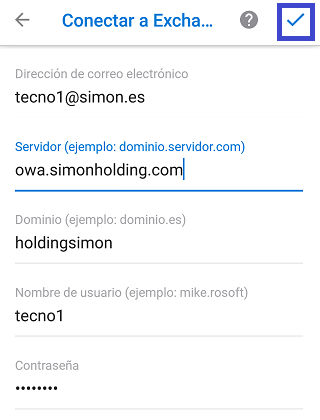 Conectar a Excha...
Dirección de correo electrónico
tecno1@simon.es
Servidor (ejemplo: dominio.servidor.com)
owa.simonholding.com
Dominio (ejemplo: dominio.es)
holdingsimon
Nombre de usuario (ejemplo: mike.rosoft)
tecno1
Contraseña
••••••••